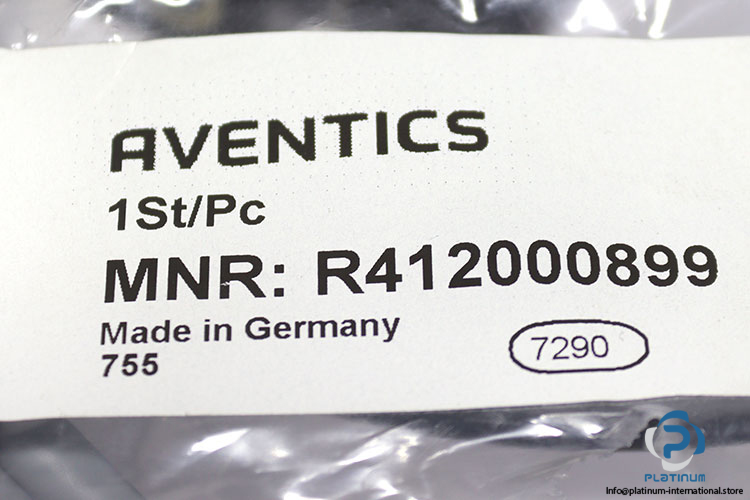 AVENTICS
1St/Pc
MNR: R412000899
Made in Germany
755
7290
PLATINUM
Info@platinum-international.store